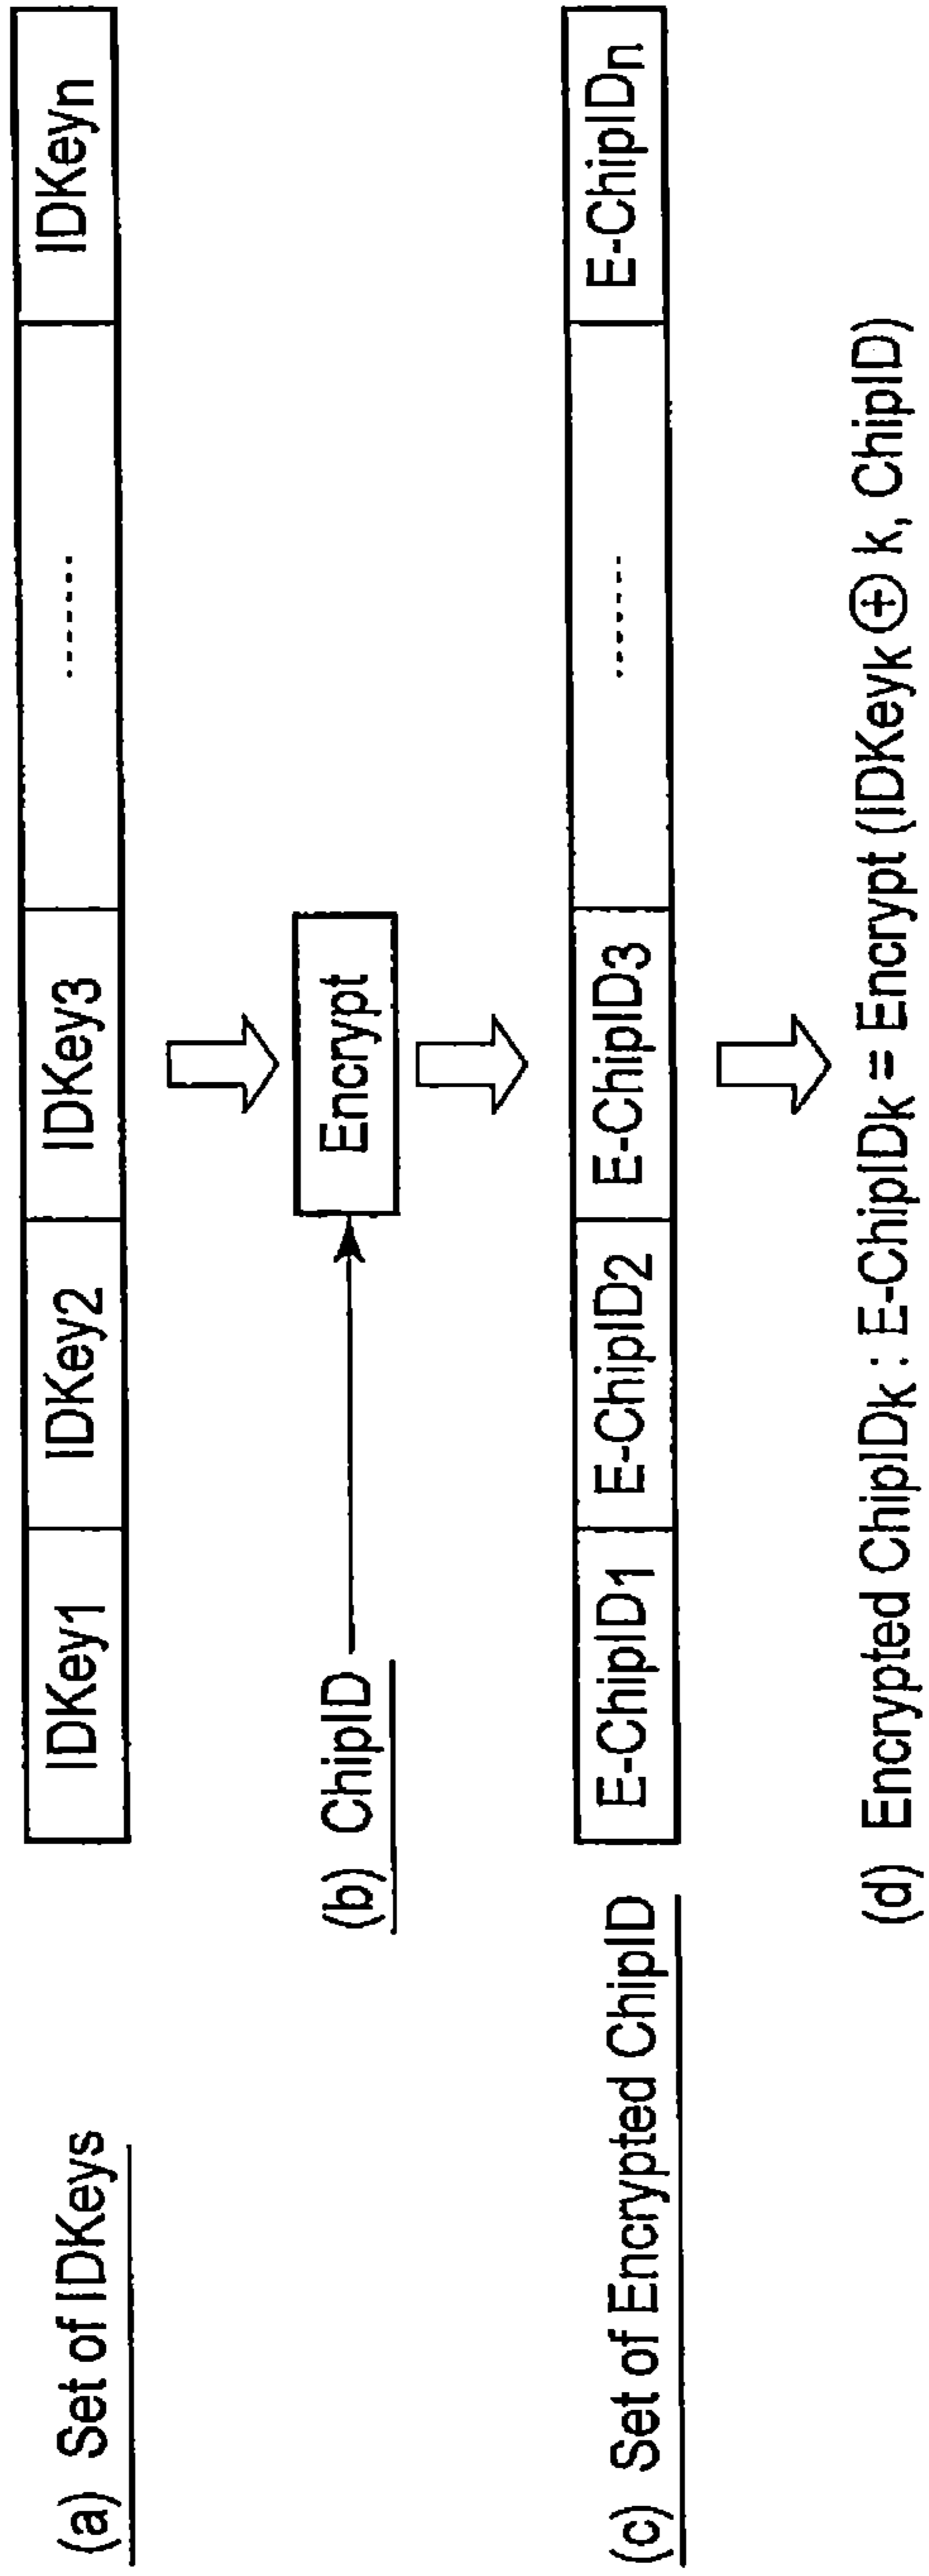 (a) Set of IDKeys
IDKey1 IDKey2 IDKey3 ------ IDKeyn
Encrypt
(b) ChipID
(c) Set of Encrypted ChipID
E-ChipID1 E-ChipID2 E-ChipID3 ------ E-ChipIDn
(d) Encrypted ChipIDk : E-ChipIDk = Encrypt (IDKeyk ⊕ k, ChipID)